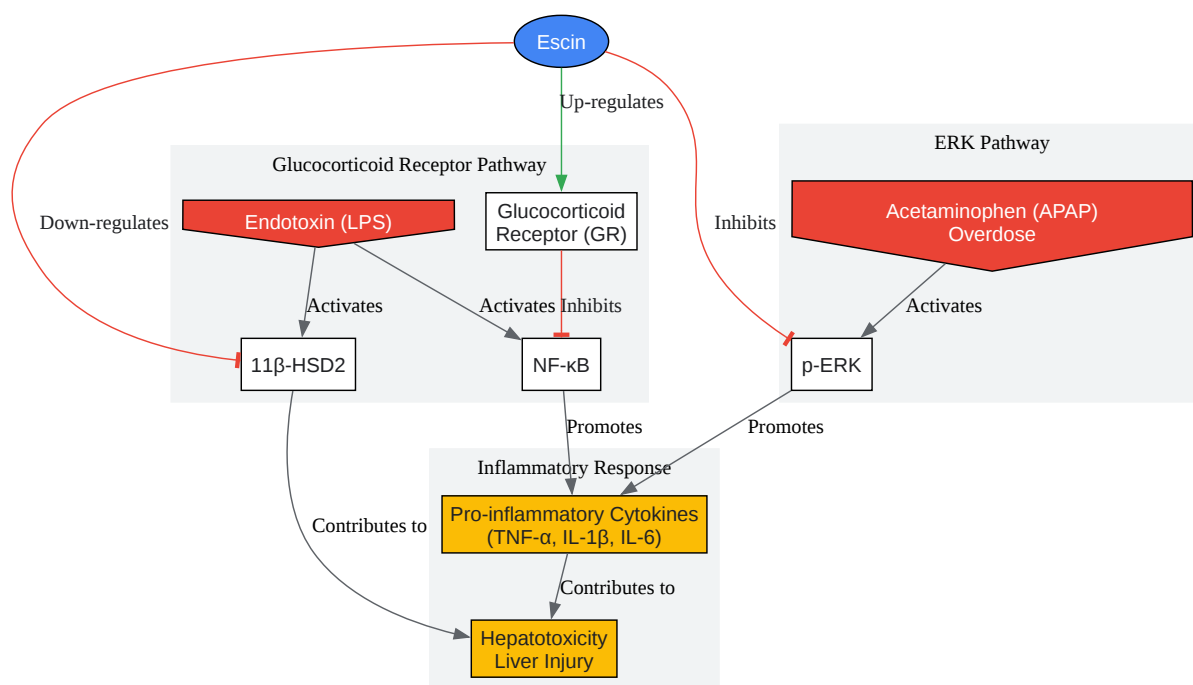 Escin
Up-regulates
ERK Pathway
Glucocorticoid Receptor Pathway
Endotoxin (LPS)
Glucocorticoid
Receptor (GR)
Acetaminophen (APAP)
Overdose
Down-regulates
Inhibits
Activates
Activates
Inhibits
Activates
11β-HSD2
NF-κB
p-ERK
Promotes
Promotes
Inflammatory Response
Pro-inflammatory Cytokines
(TNF-α, IL-1β, IL-6)
Contributes to
Contributes to
Hepatotoxicity
Liver Injury